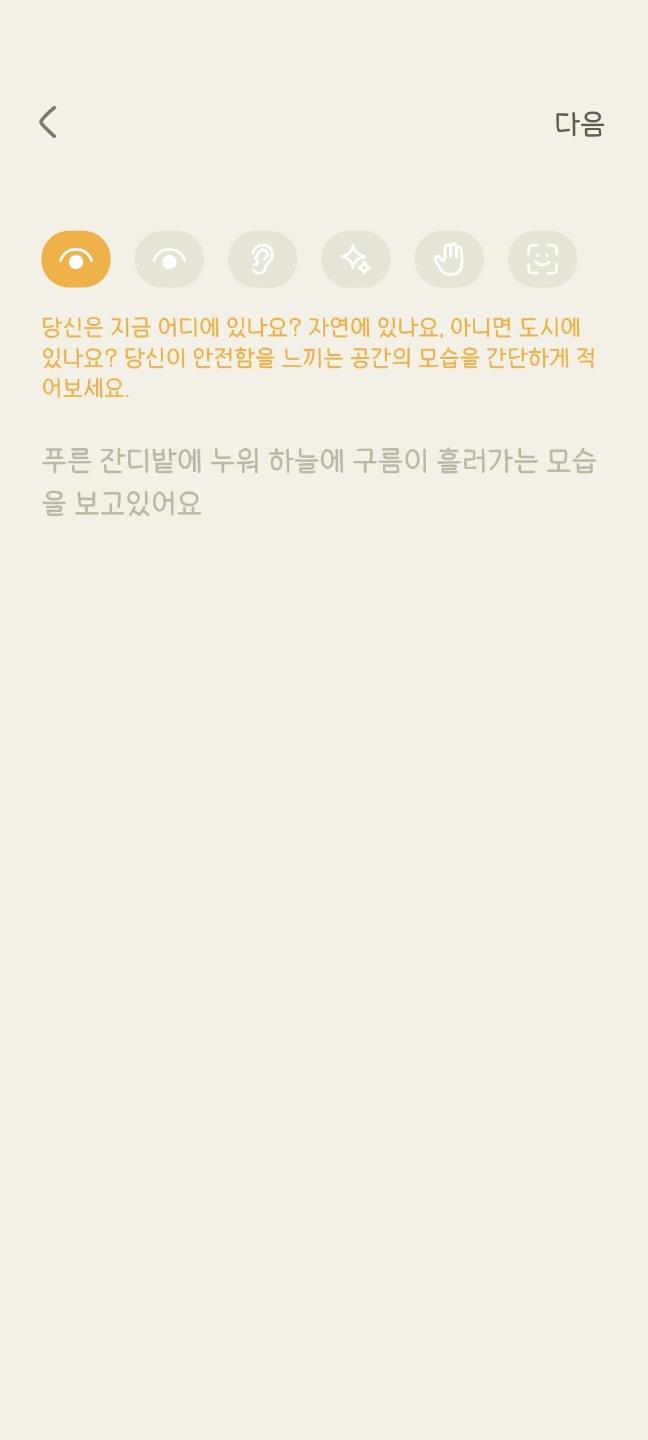 다음
당신은 지금 어디에 있나요? 자연에 있나요, 아니면 도시에
있나요? 당신이 안전함을 느끼는 공간의 모습을 간단하게 적
어보세요.
푸른 잔디밭에 누워 하늘에 구름이 흘러가는 모습
을 보고있어요